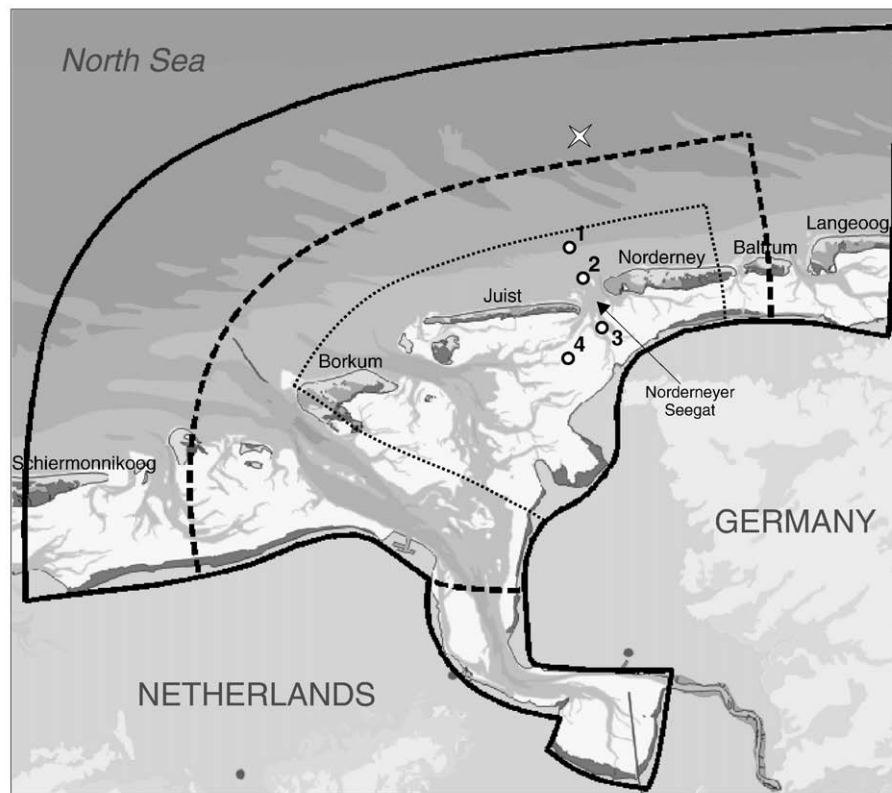 North Sea
1
Langeoog
Norderney
Baltrum
2
Juist
3
4
Borkum
Norderneyer
Seegat
Schiermonnikoog
GERMANY
NETHERLANDS